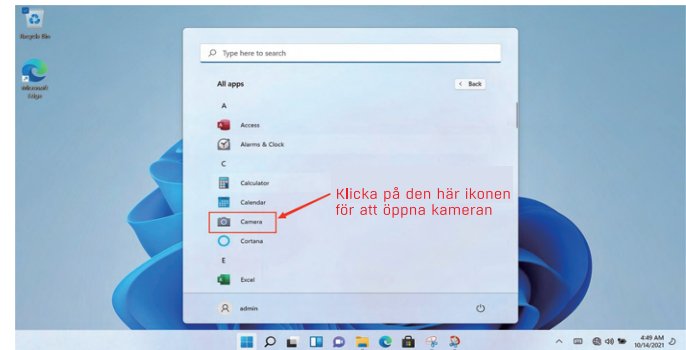 Recycle Bin
Microsoft
Edge
Type here to search
All apps
< Back
A
Access
Alarms & Clock
C
Calculator
Calendar
Camera
Cortana
E
Excel
Klicka på den här ikonen
för att öppna kameran
admin
4:49 AM
10/14/2021